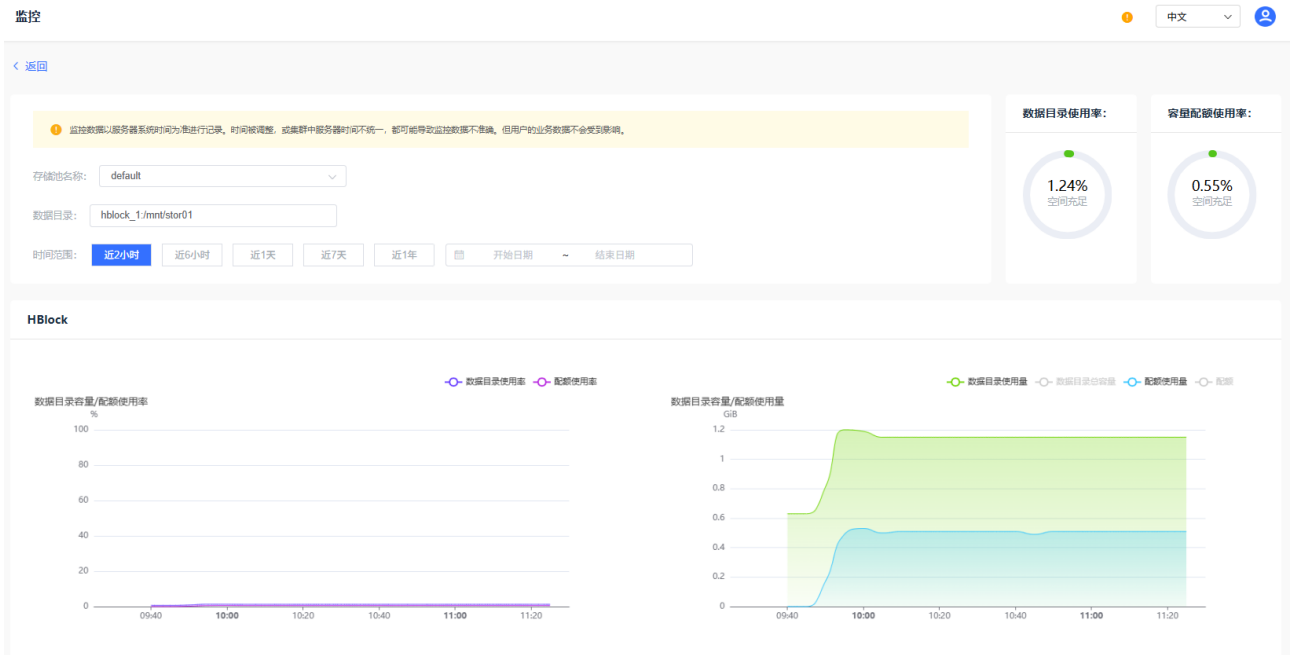 监控
中文
返回
监控数据以服务器系统时间为准进行记录。时间被调整，或集群中服务器时间不统一，都可能导致监控数据不准确。但用户的业务数据不会受到影响。
存储池名称： default
数据目录： hblock_1:/mnt/stor01
时间范围： 近2小时 近6小时 近1天 近7天 近1年 开始日期 ~ 结束日期
数据目录使用率：
1.24%
空间充足
容量配额使用率：
0.55%
空间充足
HBlock
数据目录使用率 配额使用率
数据目录容量/配额使用率
%
100
80
60
40
20
0
09:40 10:00 10:20 10:40 11:00 11:20
数据目录使用量 数据目录总容量 配额使用量 配额
数据目录容量/配额使用量
GiB
1.2
1
0.8
0.6
0.4
0.2
0
09:40 10:00 10:20 10:40 11:00 11:20